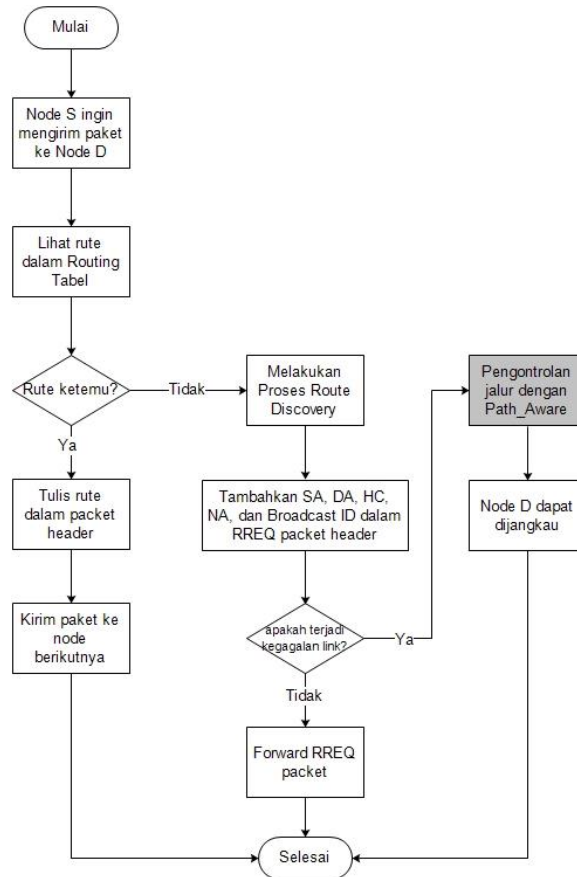 Mulai
Node S ingin
mengirim paket
ke Node D
Lihat rute
dalam Routing
Tabel
Rute ketemu?
Tidak
Ya
Tulis rute
dalam packet
header
Kirim paket ke
node
berikutnya
Melakukan
Proses Route
Discovery
Tambahkan SA, DA, HC,
NA, dan Broadcast ID dalam
RREQ packet header
apakah terjadi
kegagalan link?
Ya
Tidak
Forward RREQ
packet
Pengontrolan
jalur dengan
Path_Aware
Node D dapat
dijangkau
Selesai